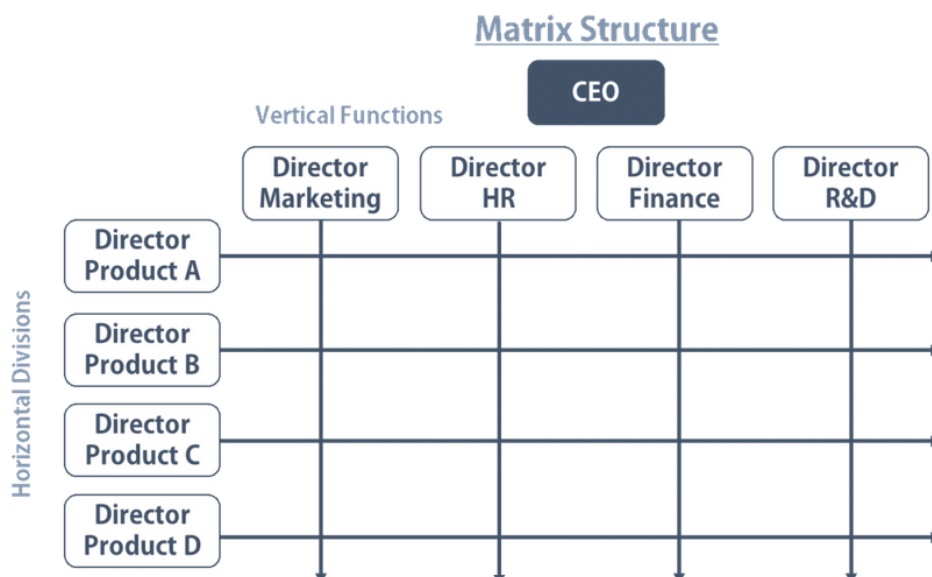 Matrix Structure
CEO
Vertical Functions
Director
Marketing
Director
HR
Director
Finance
Director
R&D
Horizontal Divisions
Director
Product A
Director
Product B
Director
Product C
Director
Product D